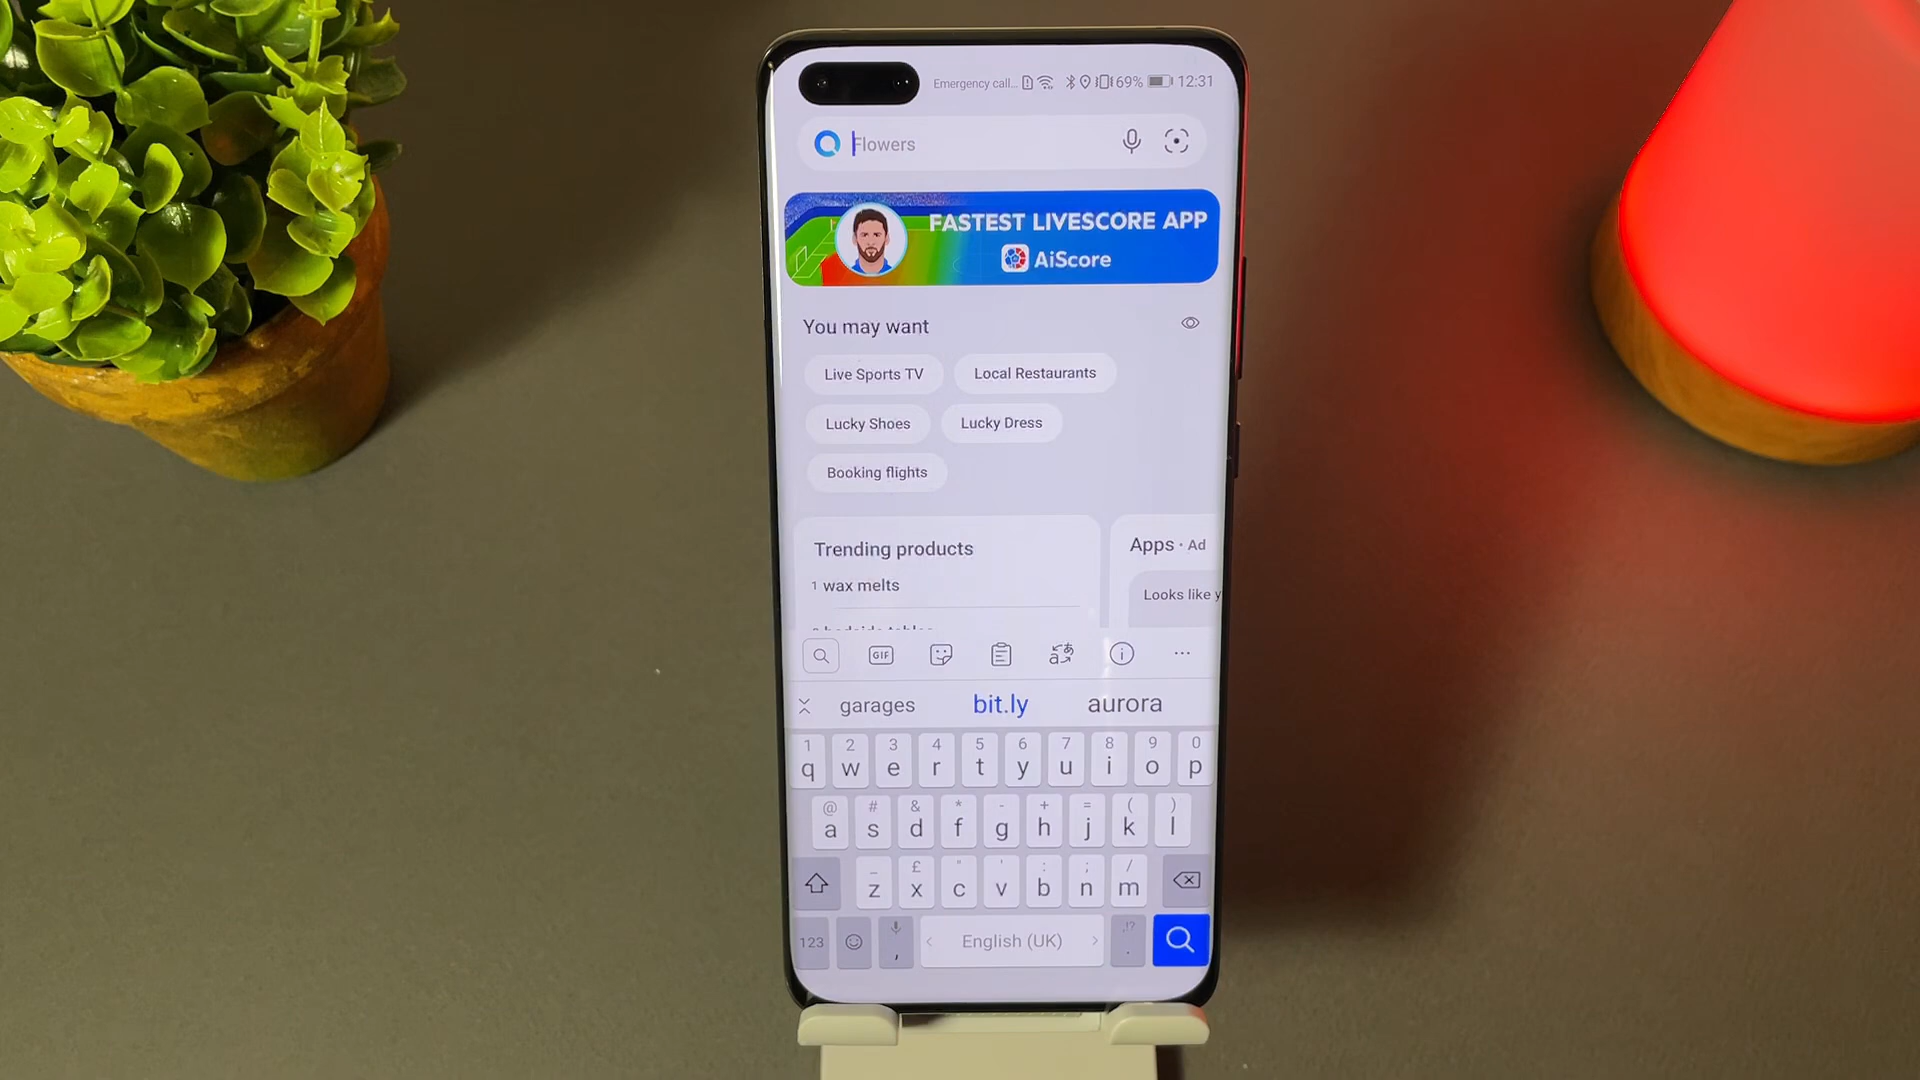 Emergency call... 69% 12:31
Flowers
FASTEST LIVESCORE APP
AiScore
You may want
Live Sports TV Local Restaurants
Lucky Shoes Lucky Dress
Booking flights
Trending products Apps · Ad
1 wax melts
Looks like y
GIF
garages bit.ly aurora
1 2 3 4 5 6 7 8 9 0
q w e r t y u i o p
@ # & * - + = ( )
a s d f g h j k l
_ £ " ' : ; /
z x c v b n m
123 , English (UK) ,!? .